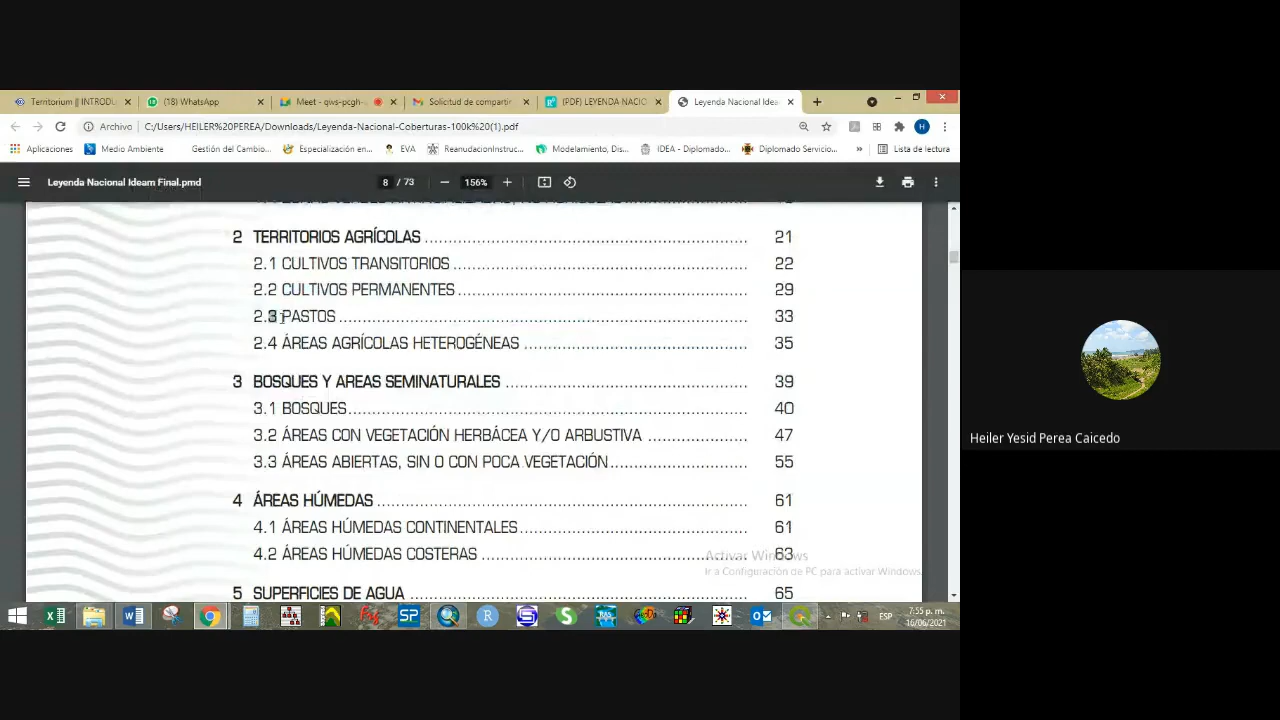 Territorium || INTRODU
(18) WhatsApp
Meet - qws-pcgh-
Solicitud de compartir
(PDF) LEYENDA NACIO
Leyenda Nacional Idea
Archivo
C:/Users/HEILER%20PEREA/Downloads/Leyenda-Nacional-Coberturas-100k%20(1).pdf
Aplicaciones
Medio Ambiente
Gestión del Cambio...
Especialización en...
EVA
ReanudacionInstruc...
Modelamiento, Dis...
IDEA - Diplomado...
Diplomado Servicio...
»
Lista de lectura
Leyenda Nacional Ideam Final.pmd
8 / 73
156%
2 TERRITORIOS AGRÍCOLAS 21
2.1 CULTIVOS TRANSITORIOS 22
2.2 CULTIVOS PERMANENTES 29
2.3 PASTOS 33
2.4 ÁREAS AGRÍCOLAS HETEROGÉNEAS 35
3 BOSQUES Y AREAS SEMINATURALES 39
3.1 BOSQUES 40
3.2 ÁREAS CON VEGETACIÓN HERBÁCEA Y/O ARBUSTIVA 47
3.3 ÁREAS ABIERTAS, SIN O CON POCA VEGETACIÓN 55
4 ÁREAS HÚMEDAS 61
4.1 ÁREAS HÚMEDAS CONTINENTALES 61
4.2 ÁREAS HÚMEDAS COSTERAS 63
5 SUPERFICIES DE AGUA 65
Activar Windows
Ir a Configuración de PC para activar Windows.
ESP
7:55 p. m.
16/06/2021
Heiler Yesid Perea Caicedo